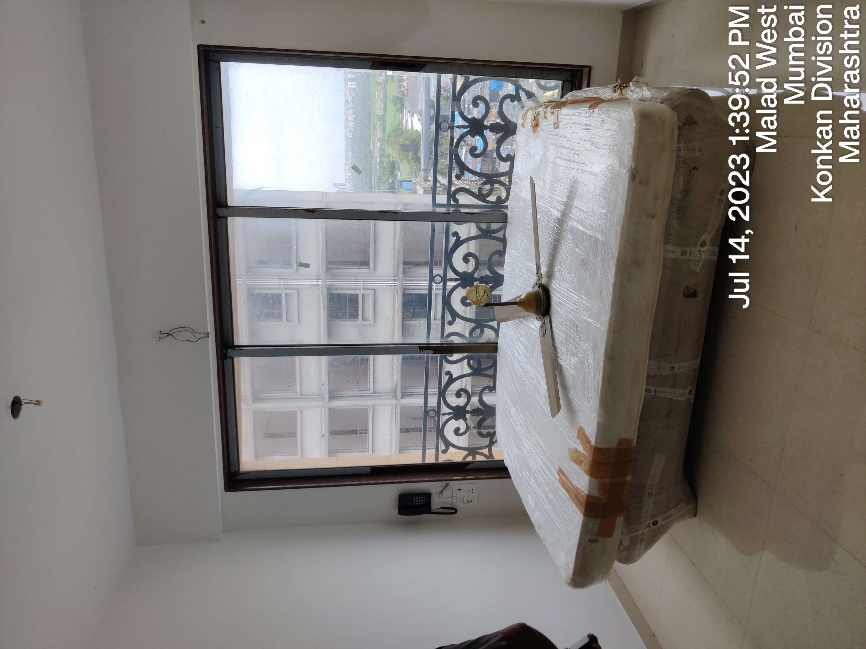 Jul 14, 2023 1:39:52 PM
Malad West
Mumbai
Konkan Division
Maharashtra